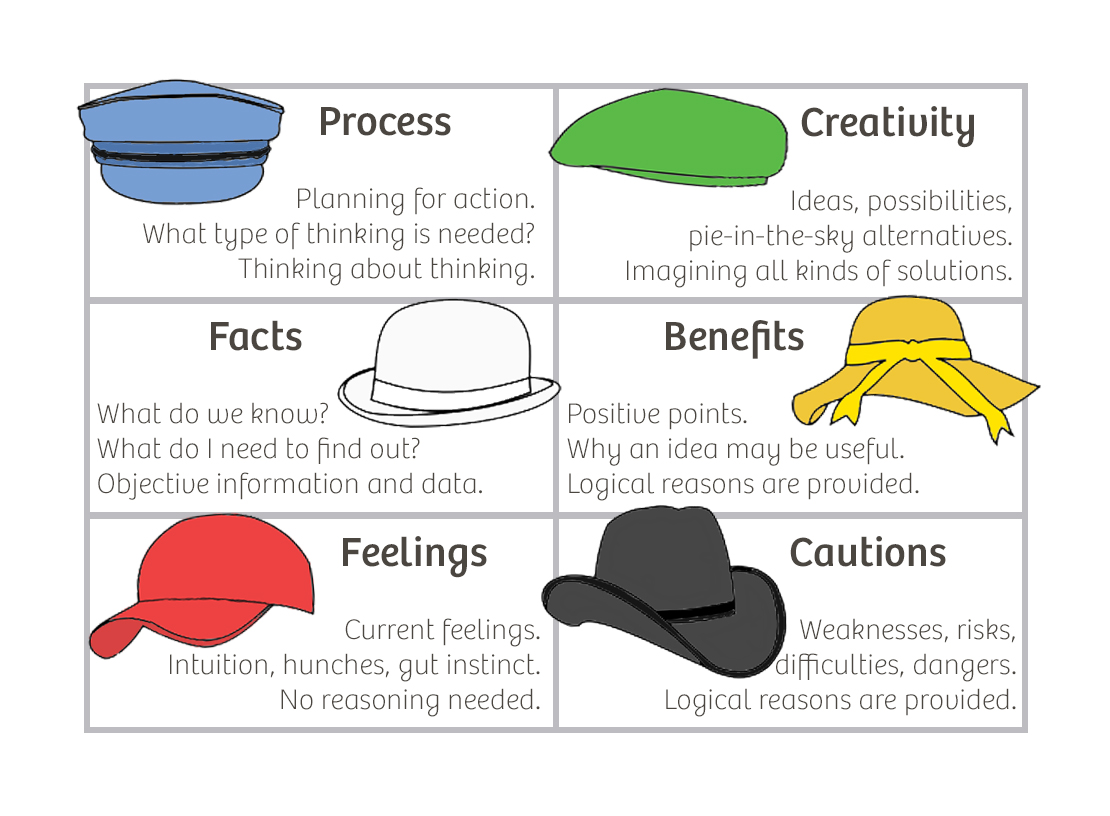 Process
Planning for action.
What type of thinking is needed?
Thinking about thinking.
Creativity
Ideas, possibilities,
pie-in-the-sky alternatives.
Imagining all kinds of solutions.
Facts
What do we know?
What do I need to find out?
Objective information and data.
Benefits
Positive points.
Why an idea may be useful.
Logical reasons are provided.
Feelings
Current feelings.
Intuition, hunches, gut instinct.
No reasoning needed.
Cautions
Weaknesses, risks,
difficulties, dangers.
Logical reasons are provided.